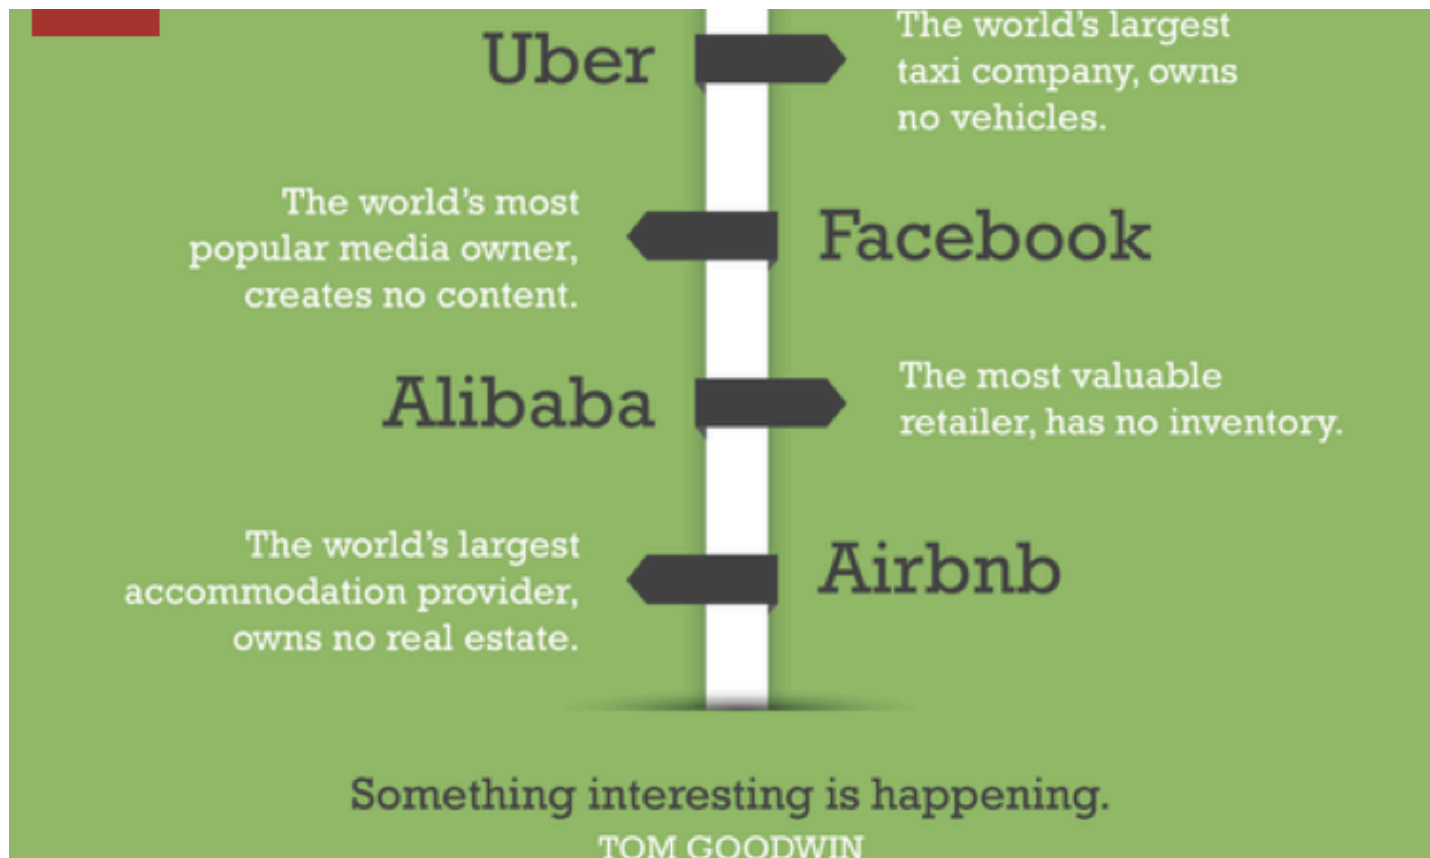 Uber
The world's largest
taxi company, owns
no vehicles.
The world's most
popular media owner,
creates no content.
Facebook
Alibaba
The most valuable
retailer, has no inventory.
The world's largest
accommodation provider,
owns no real estate.
Airbnb
Something interesting is happening.
TOM GOODWIN